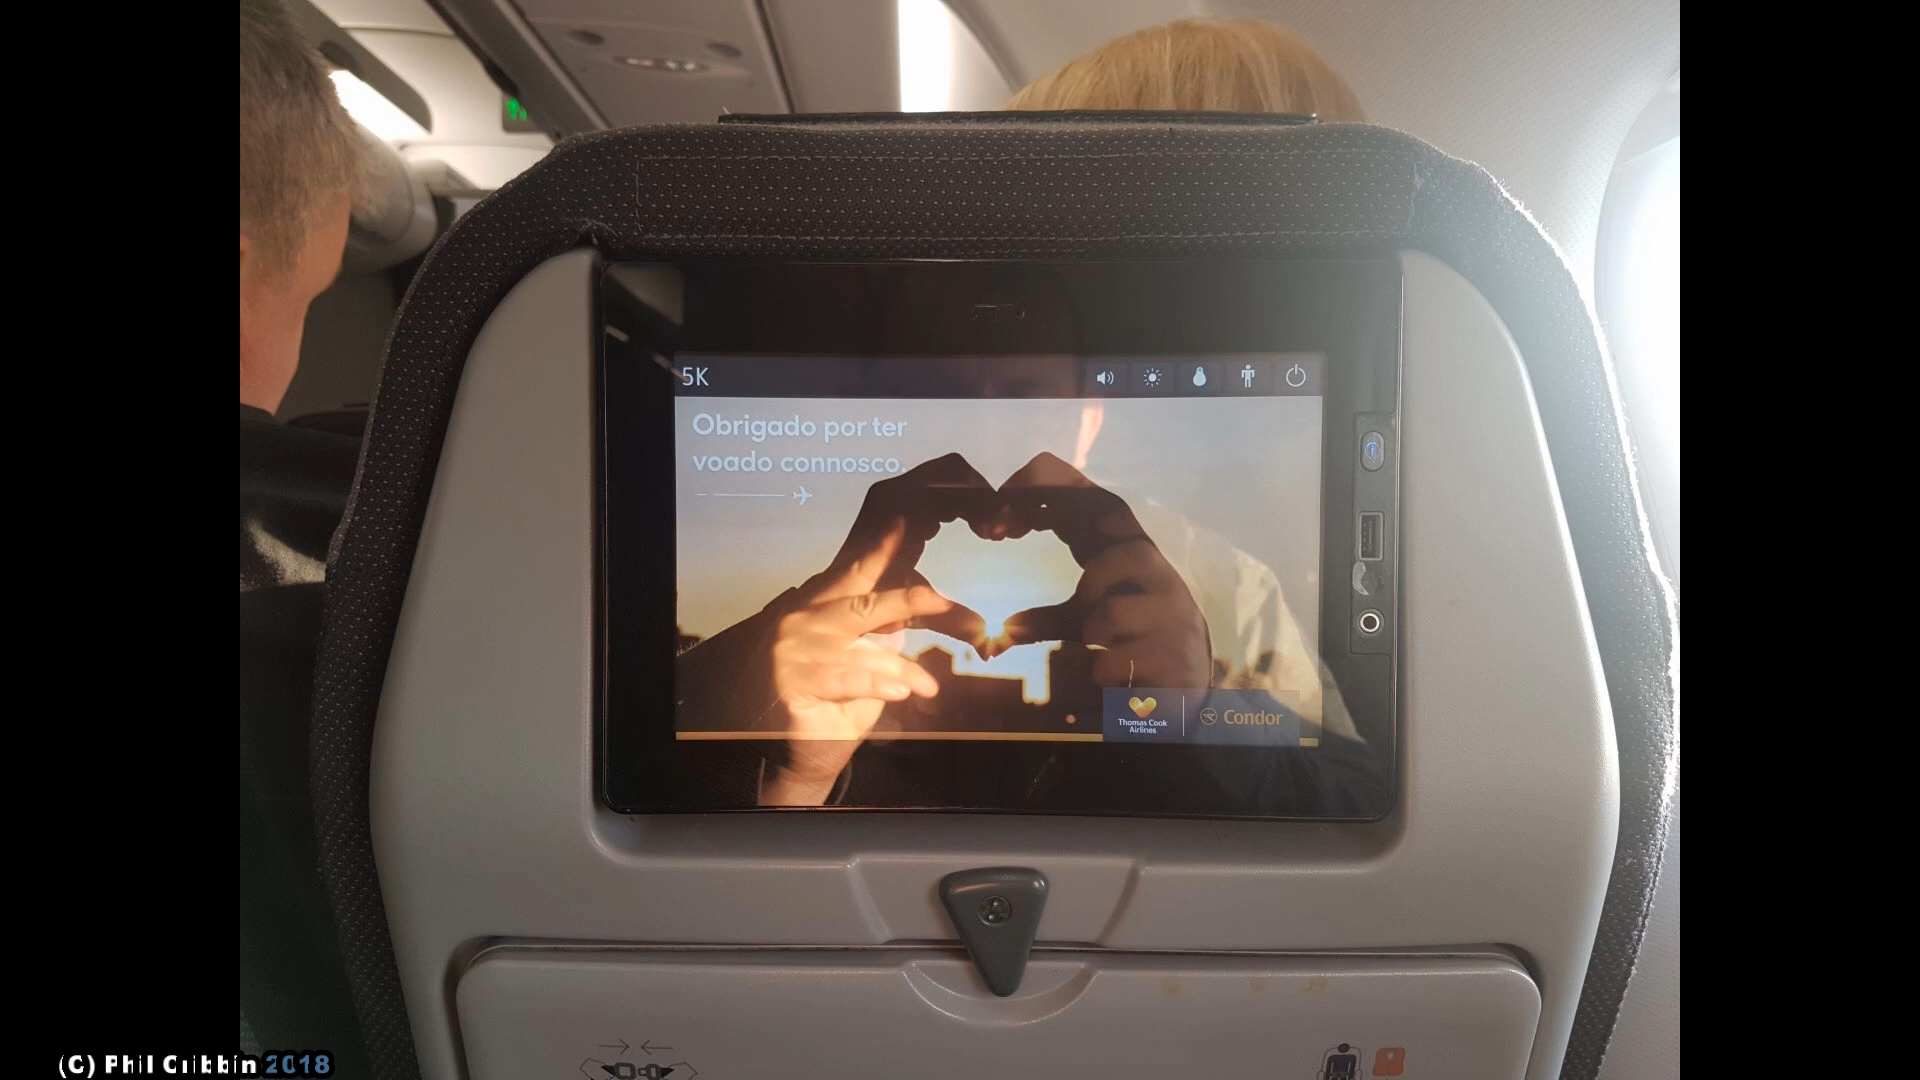 5K
Obrigado por ter
voado connosco.
Thomas Cook
Airlines
Condor
(C) Phil Cribbin 2018